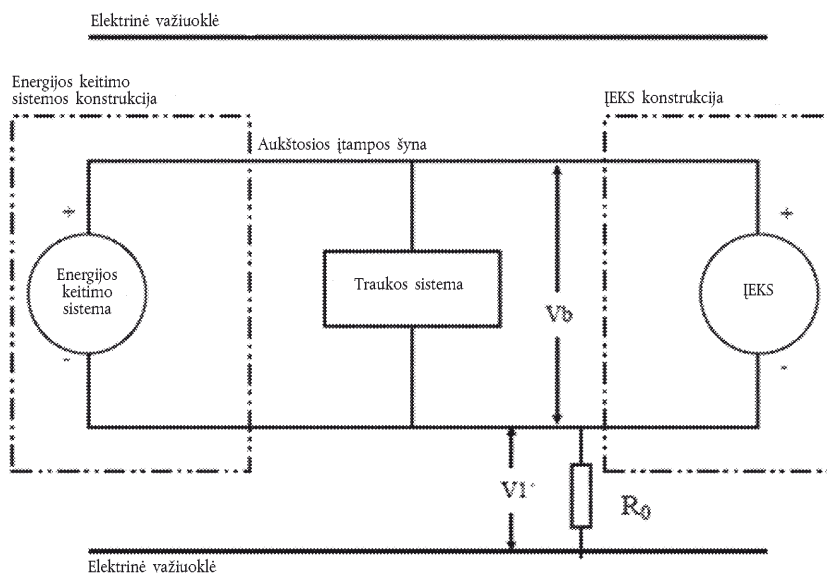 Elektrinė važiuoklė
Energijos keitimo
sistemos konstrukcija
ĮEKS konstrukcija
Aukštosios įtampos šyna
+
+
Energijos
keitimo
sistema
Traukos sistema
Vb
ĮEKS
-
-
V1'
R0
Elektrinė važiuoklė